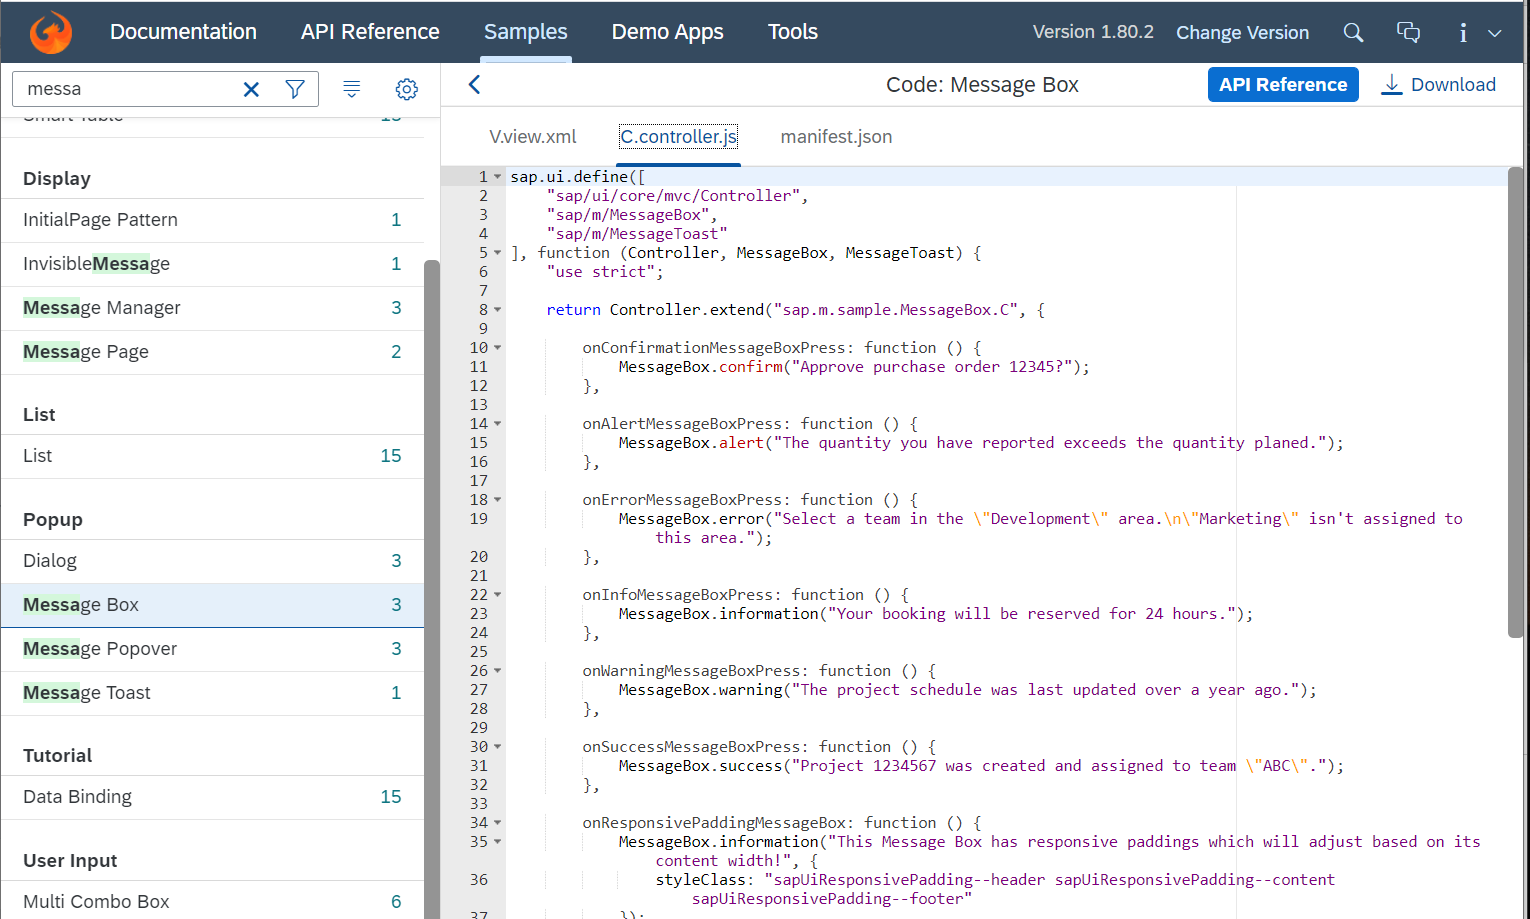 Documentation
API Reference
Samples
Demo Apps
Tools
Version 1.80.2
Change Version
i
messa
Smart Table 15
Display
InitialPage Pattern 1
InvisibleMessage 1
Message Manager 3
Message Page 2
List
List 15
Popup
Dialog 3
Message Box 3
Message Popover 3
Message Toast 1
Tutorial
Data Binding 15
User Input
Multi Combo Box 6
Code: Message Box
API Reference
Download
V.view.xml
C.controller.js
manifest.json
1 sap.ui.define([
2 "sap/ui/core/mvc/Controller",
3 "sap/m/MessageBox",
4 "sap/m/MessageToast"
5 ], function (Controller, MessageBox, MessageToast) {
6 "use strict";
7
8 return Controller.extend("sap.m.sample.MessageBox.C", {
9
10 onConfirmationMessageBoxPress: function () {
11 MessageBox.confirm("Approve purchase order 12345?");
12 },
13
14 onAlertMessageBoxPress: function () {
15 MessageBox.alert("The quantity you have reported exceeds the quantity planed.");
16 },
17
18 onErrorMessageBoxPress: function () {
19 MessageBox.error("Select a team in the \"Development\" area.\n\"Marketing\" isn't assigned to
this area.");
20 },
21
22 onInfoMessageBoxPress: function () {
23 MessageBox.information("Your booking will be reserved for 24 hours.");
24 },
25
26 onWarningMessageBoxPress: function () {
27 MessageBox.warning("The project schedule was last updated over a year ago.");
28 },
29
30 onSuccessMessageBoxPress: function () {
31 MessageBox.success("Project 1234567 was created and assigned to team \"ABC\".");
32 },
33
34 onResponsivePaddingMessageBox: function () {
35 MessageBox.information("This Message Box has responsive paddings which will adjust based on its
content width!", {
36 styleClass: "sapUiResponsivePadding--header sapUiResponsivePadding--content
sapUiResponsivePadding--footer"
37 });